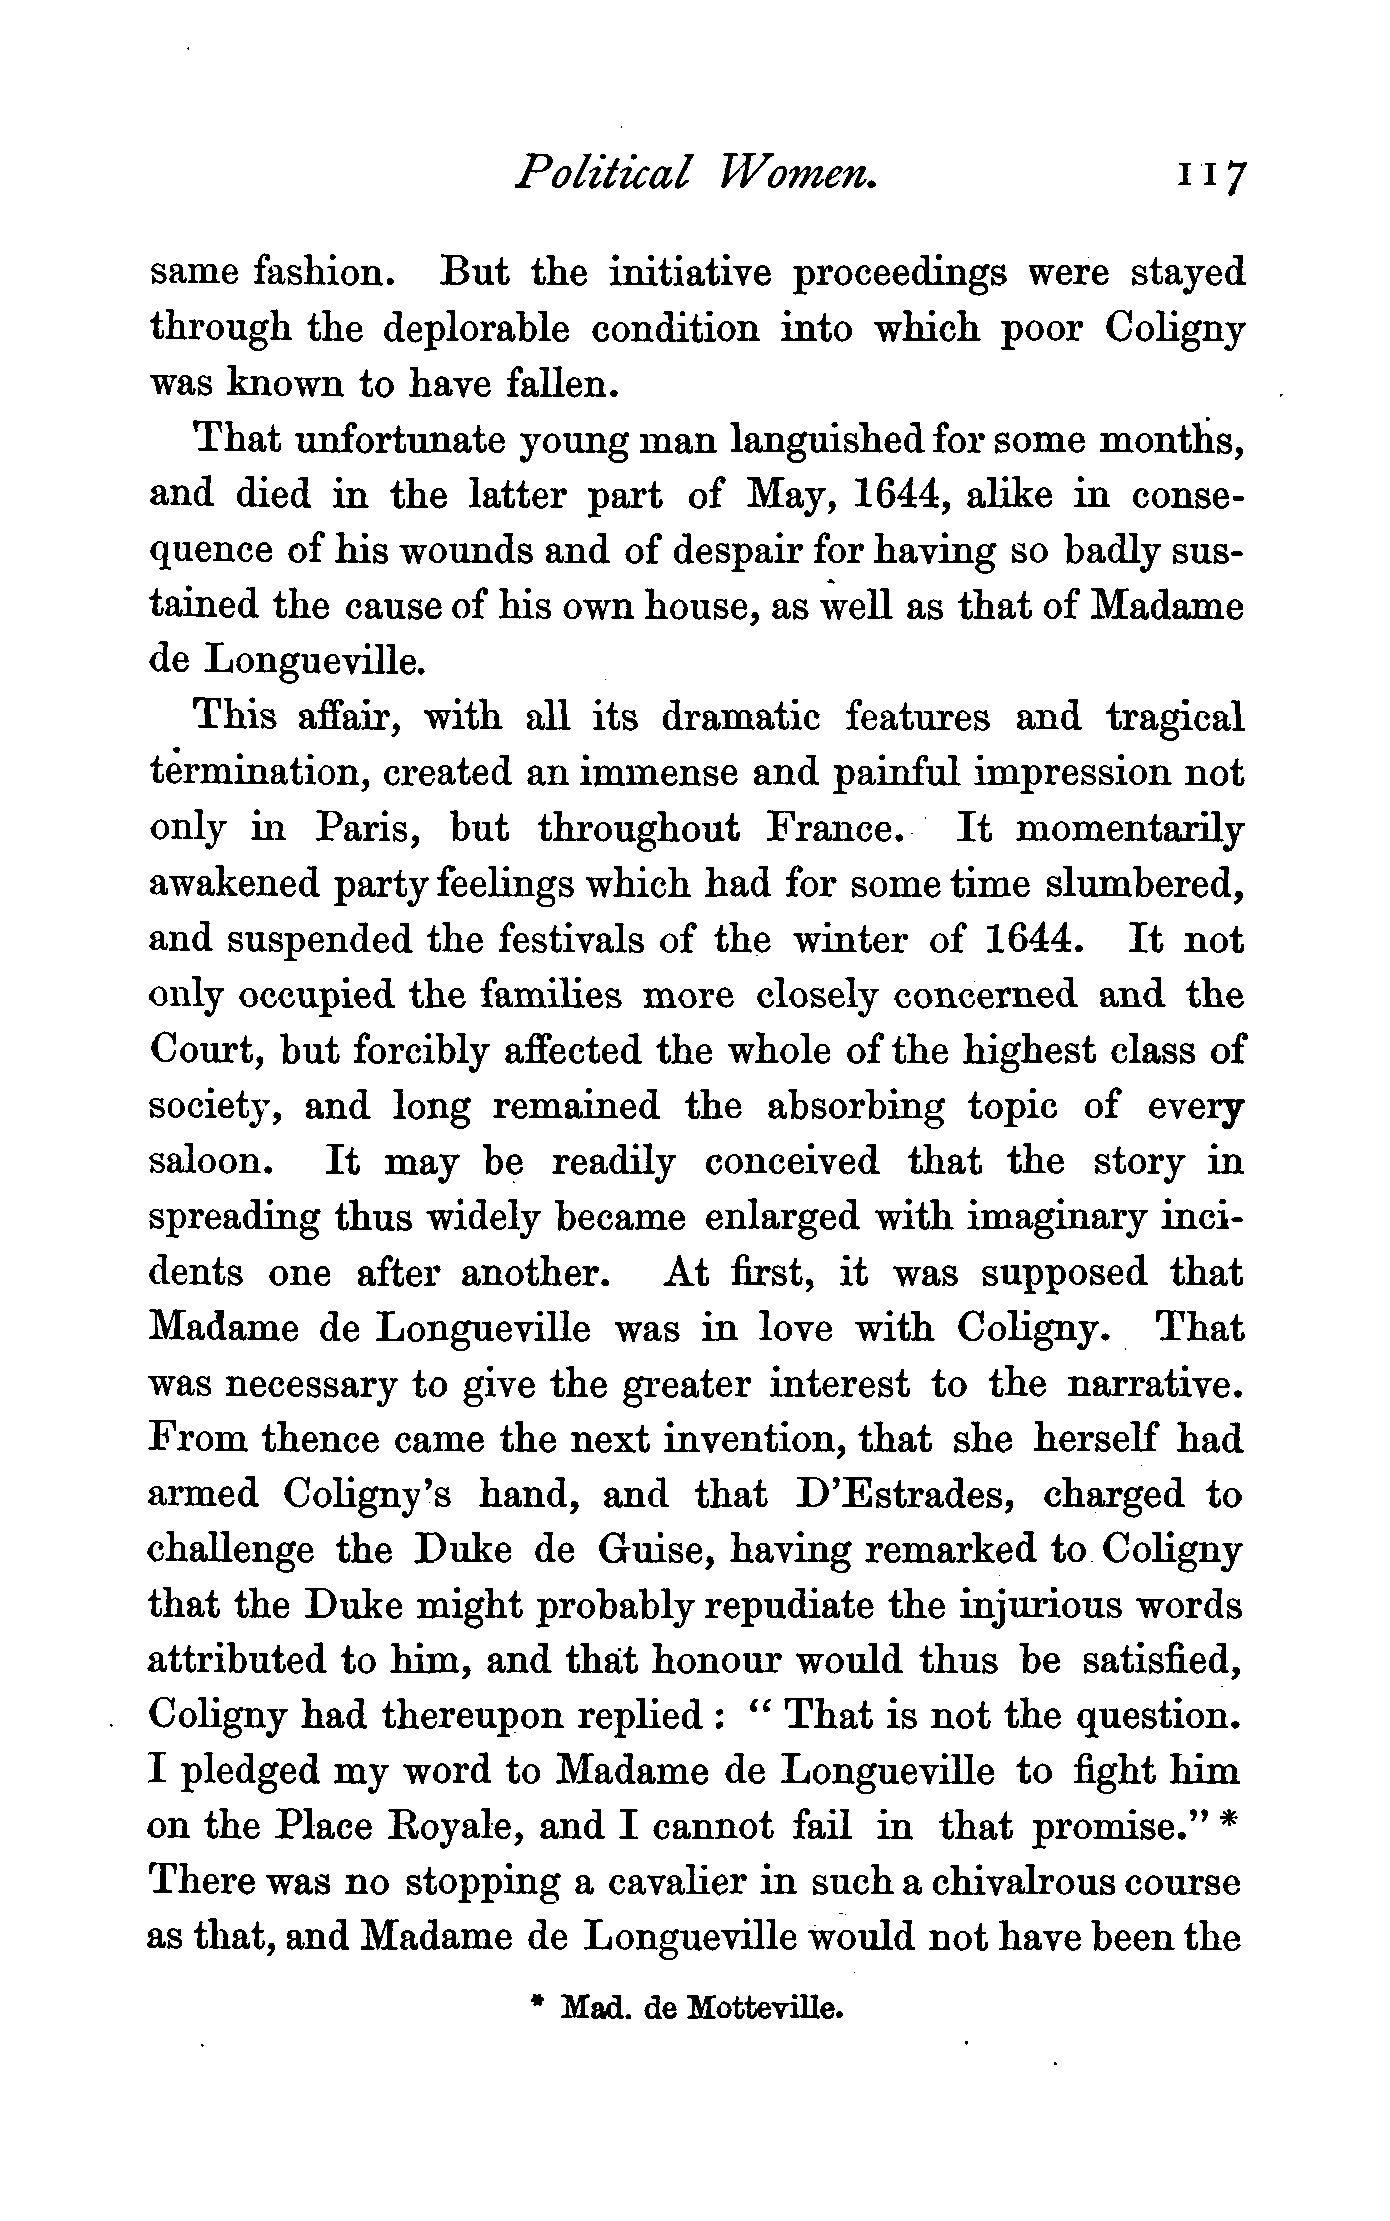 Political Women. 117
same fashion. But the initiative proceedings were stayed
through the deplorable condition into which poor Coligny
was known to have fallen.
That unfortunate young man languished for some months,
and died in the latter part of May, 1644, alike in conse-
quence of his wounds and of despair for having so badly sus-
tained the cause of his own house, as well as that of Madame
de Longueville.
This affair, with all its dramatic features and tragical
termination, created an immense and painful impression not
only in Paris, but throughout France. It momentarily
awakened party feelings which had for some time slumbered,
and suspended the festivals of the winter of 1644. It not
only occupied the families more closely concerned and the
Court, but forcibly affected the whole of the highest class of
society, and long remained the absorbing topic of every
saloon. It may be readily conceived that the story in
spreading thus widely became enlarged with imaginary inci-
dents one after another. At first, it was supposed that
Madame de Longueville was in love with Coligny. That
was necessary to give the greater interest to the narrative.
From thence came the next invention, that she herself had
armed Coligny's hand, and that D'Estrades, charged to
challenge the Duke de Guise, having remarked to Coligny
that the Duke might probably repudiate the injurious words
attributed to him, and that honour would thus be satisfied,
Coligny had thereupon replied : “ That is not the question.
I pledged my word to Madame de Longueville to fight him
on the Place Royale, and I cannot fail in that promise.” *
There was no stopping a cavalier in such a chivalrous course
as that, and Madame de Longueville would not have been the
* Mad. de Motteville.